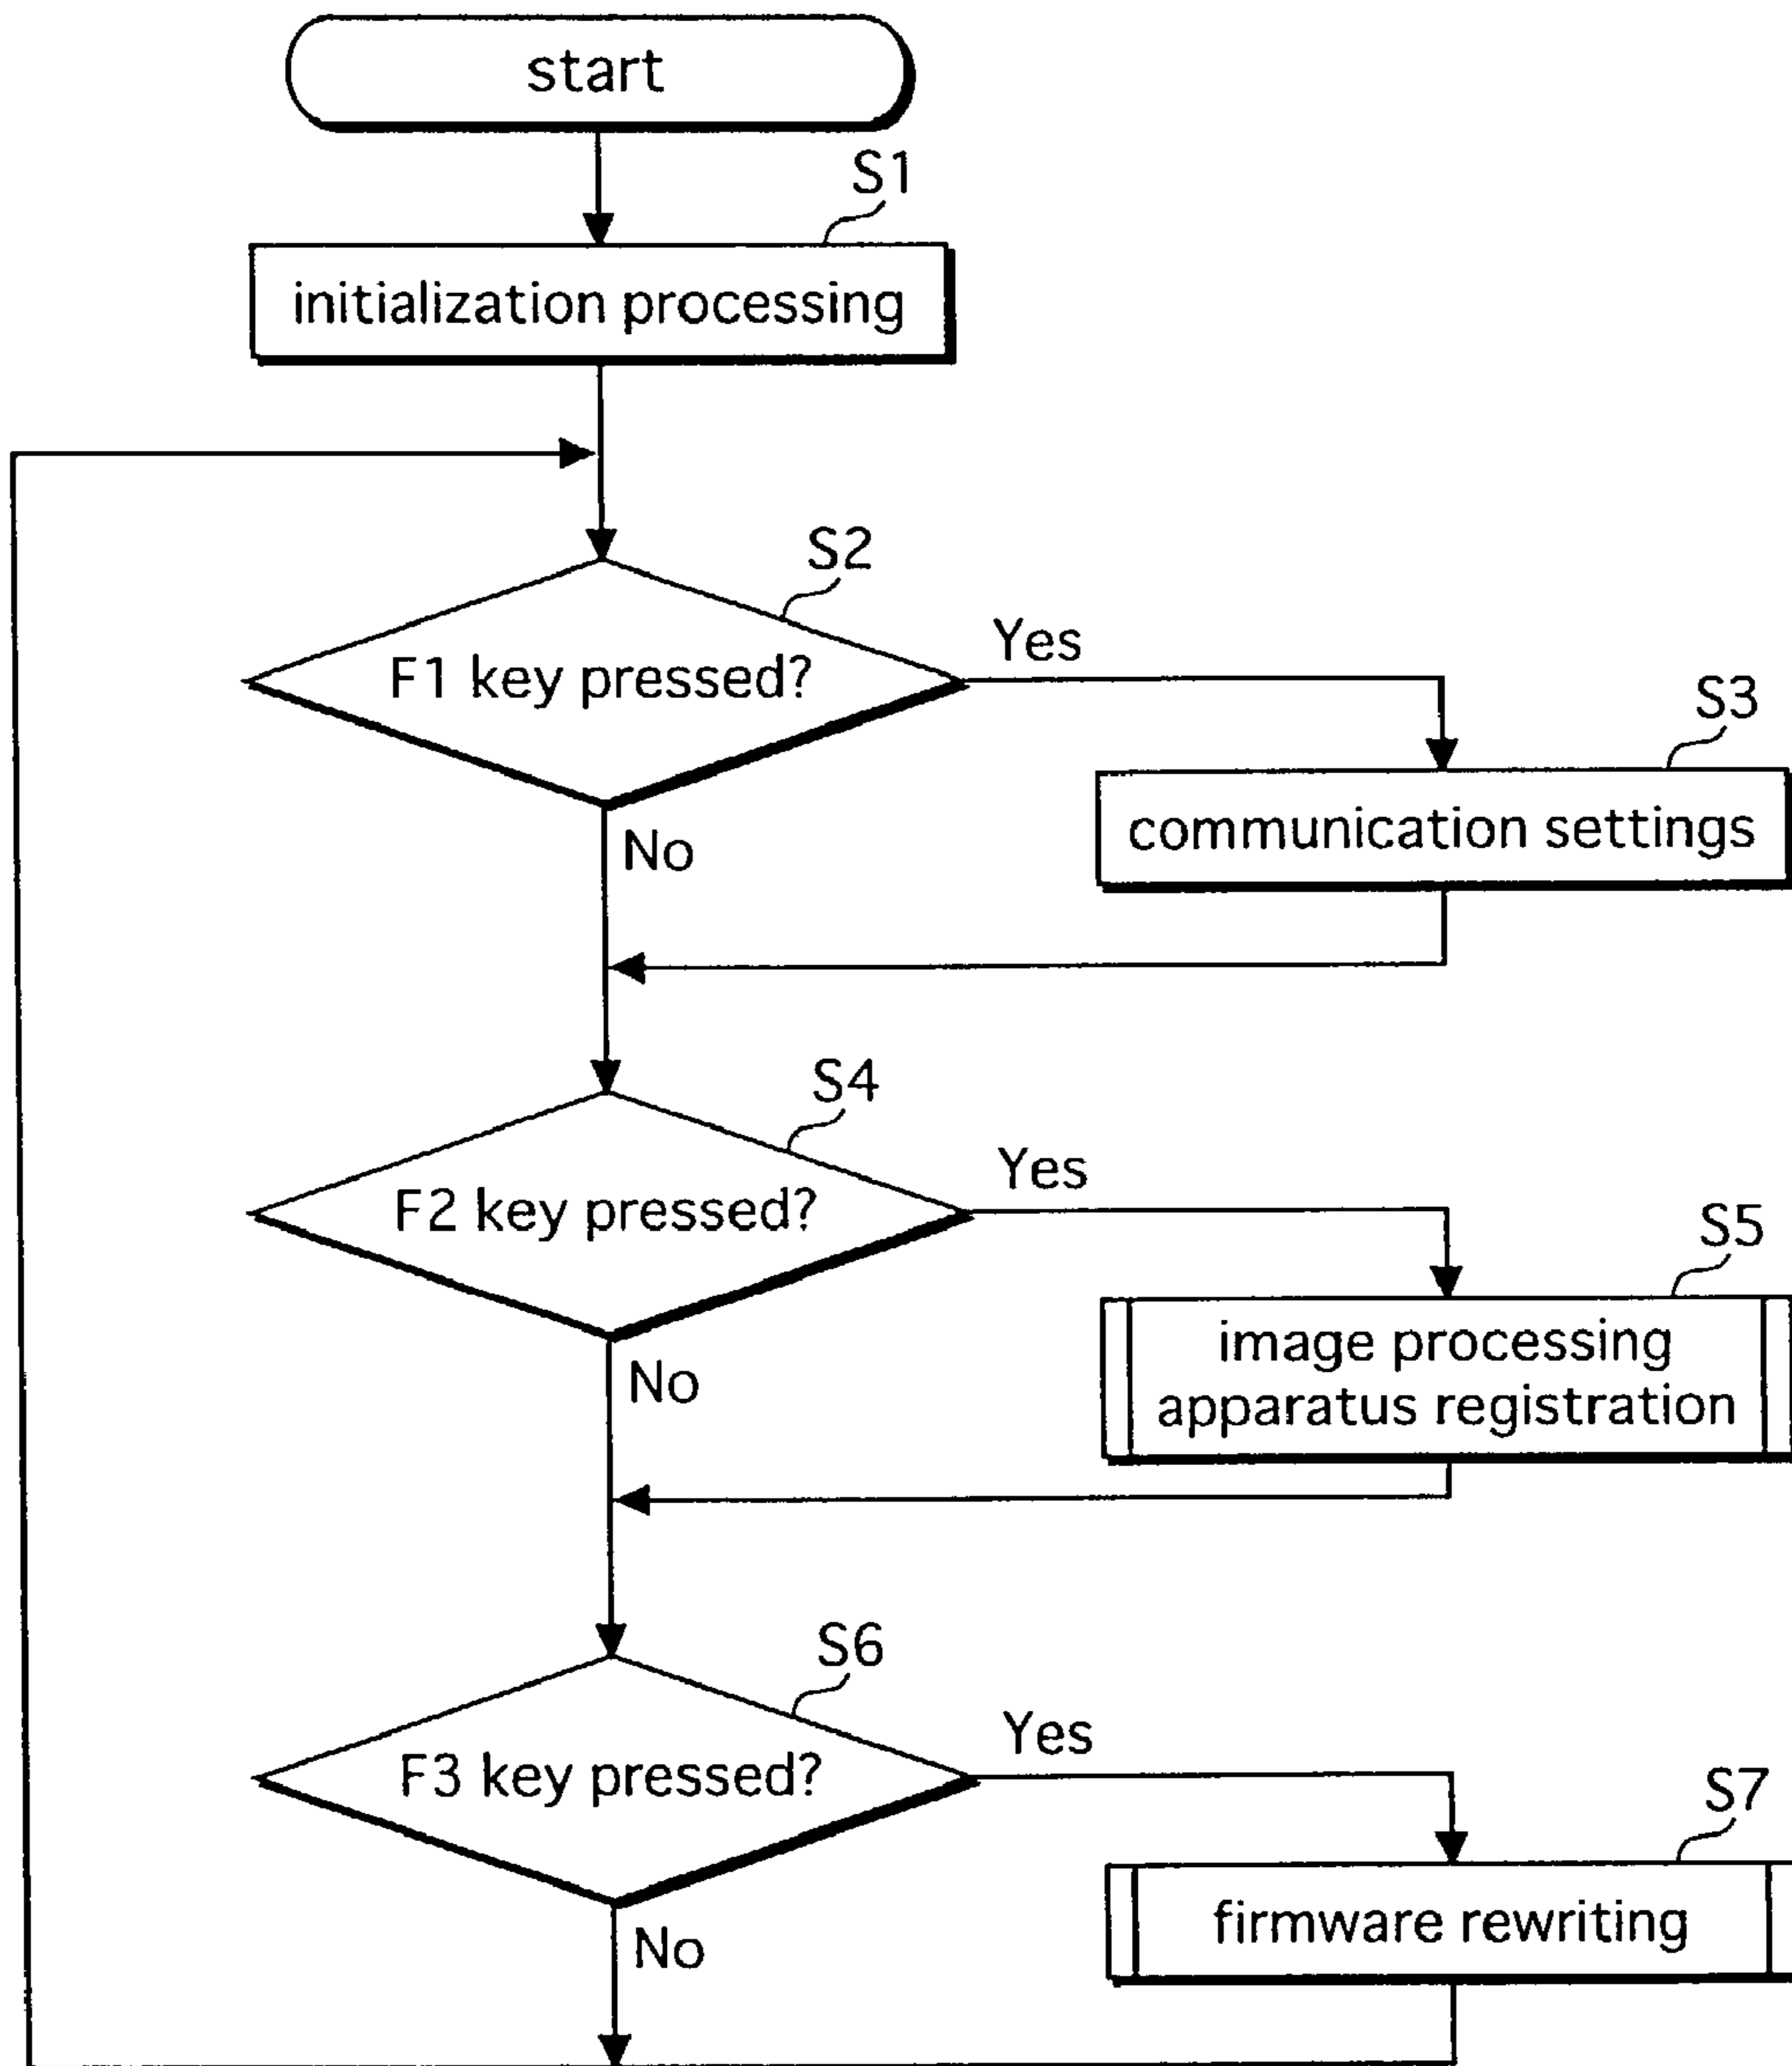 start
S1
initialization processing
S2
F1 key pressed?
Yes
S3
communication settings
No
S4
F2 key pressed?
Yes
S5
image processing
apparatus registration
No
S6
F3 key pressed?
Yes
S7
firmware rewriting
No